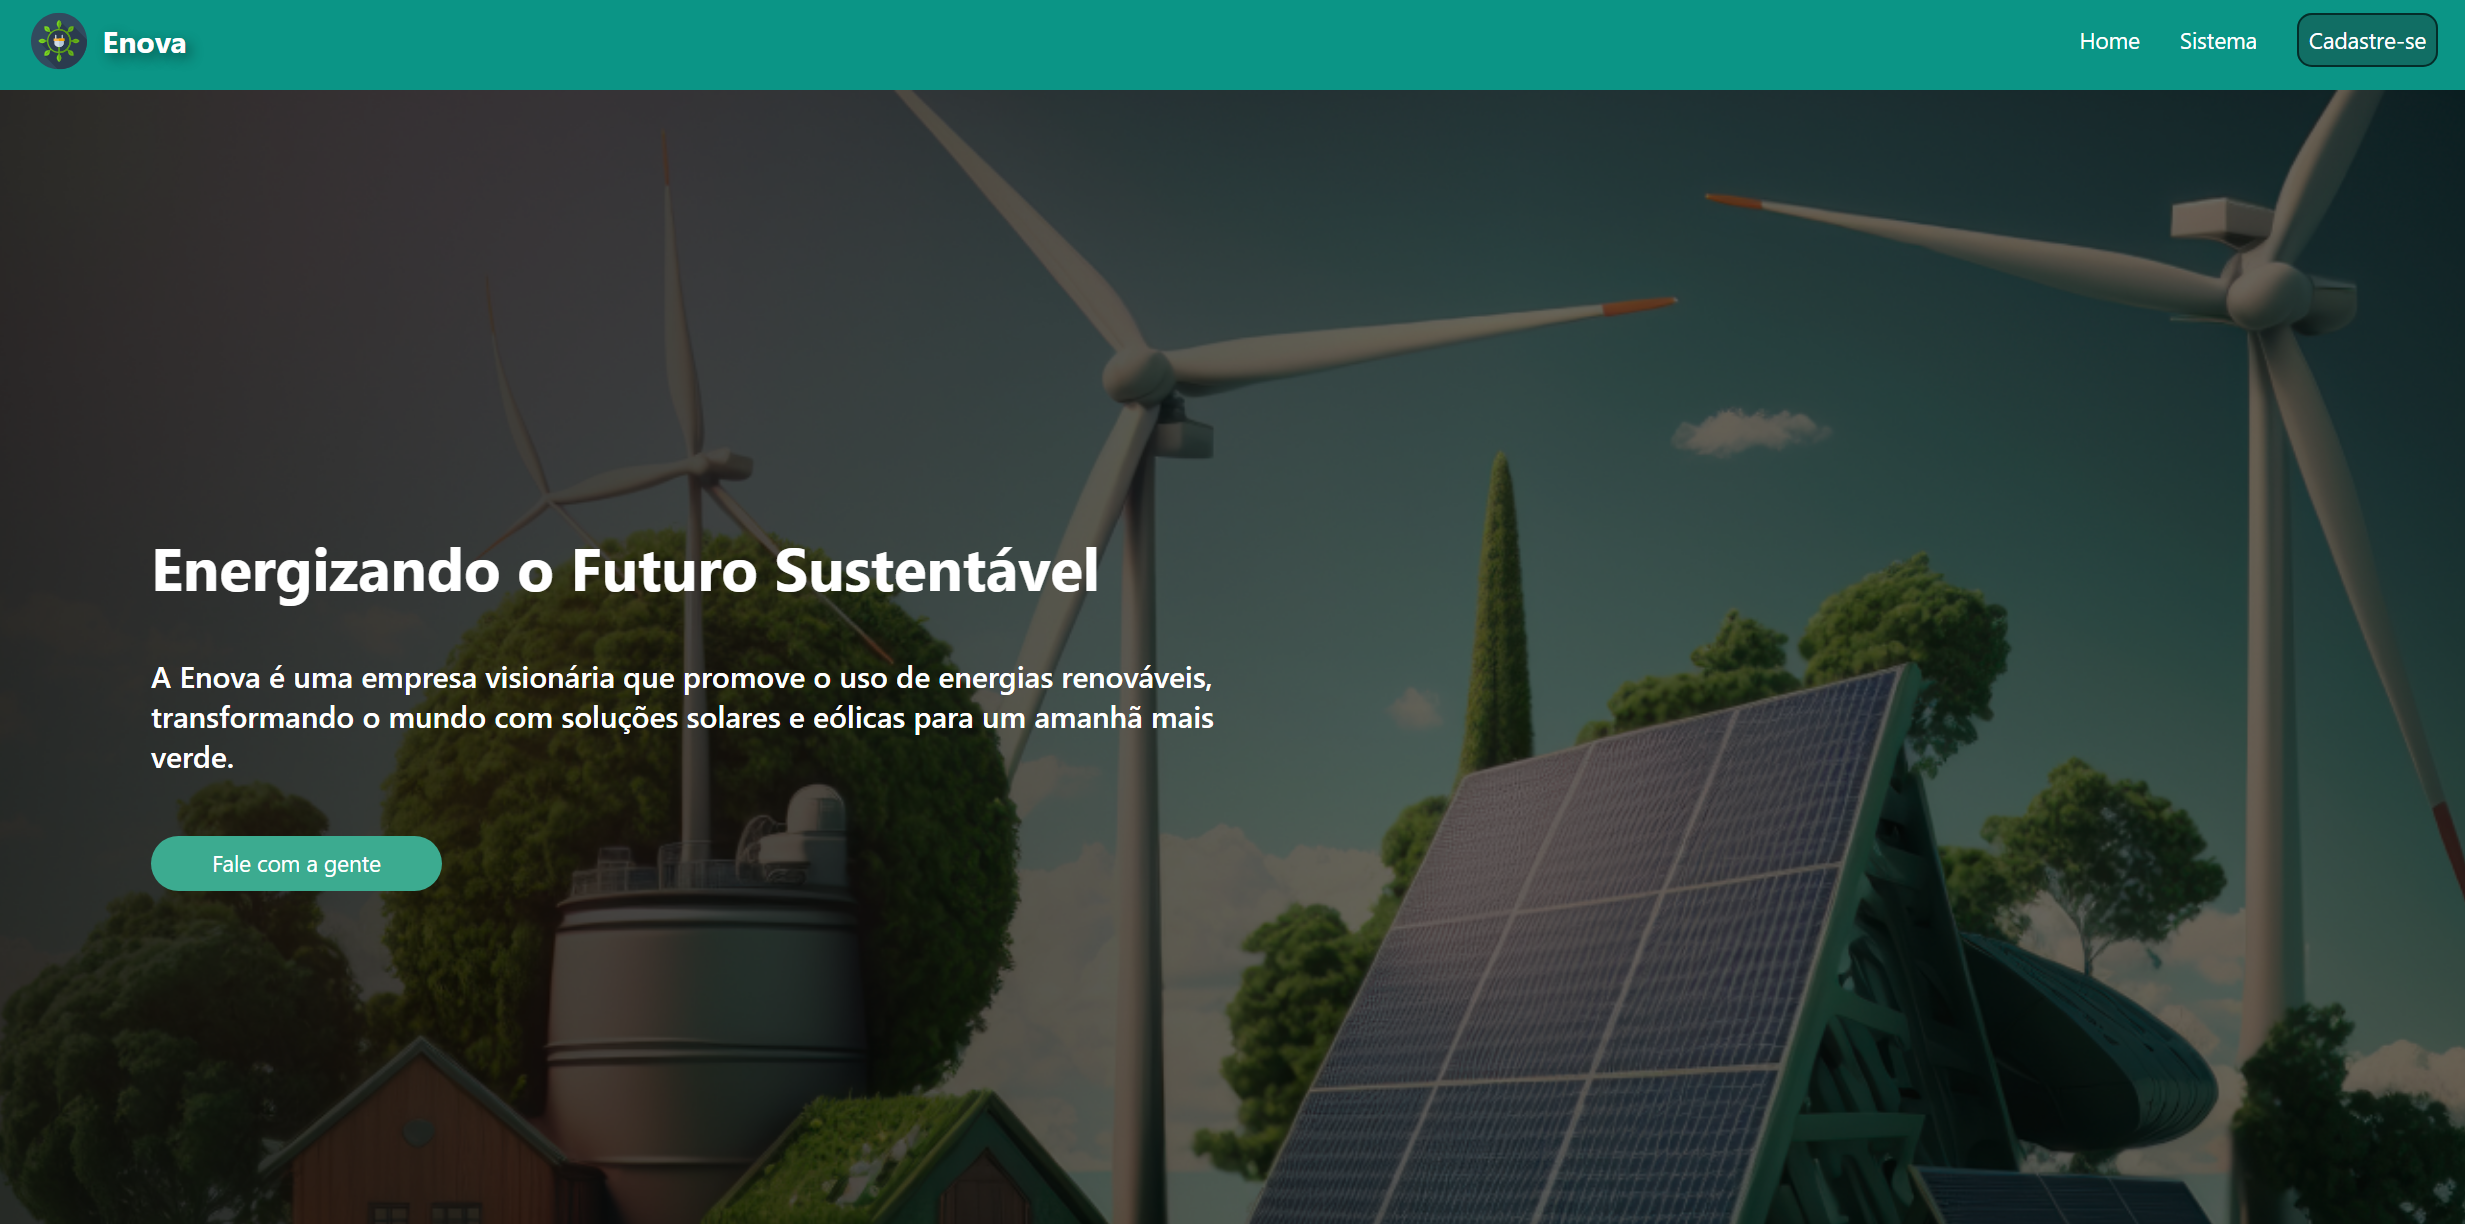 Enova
Home
Sistema
Cadastre-se
Energizando o Futuro Sustentável
A Enova é uma empresa visionária que promove o uso de energias renováveis,
transformando o mundo com soluções solares e eólicas para um amanhã mais
verde.
Fale com a gente